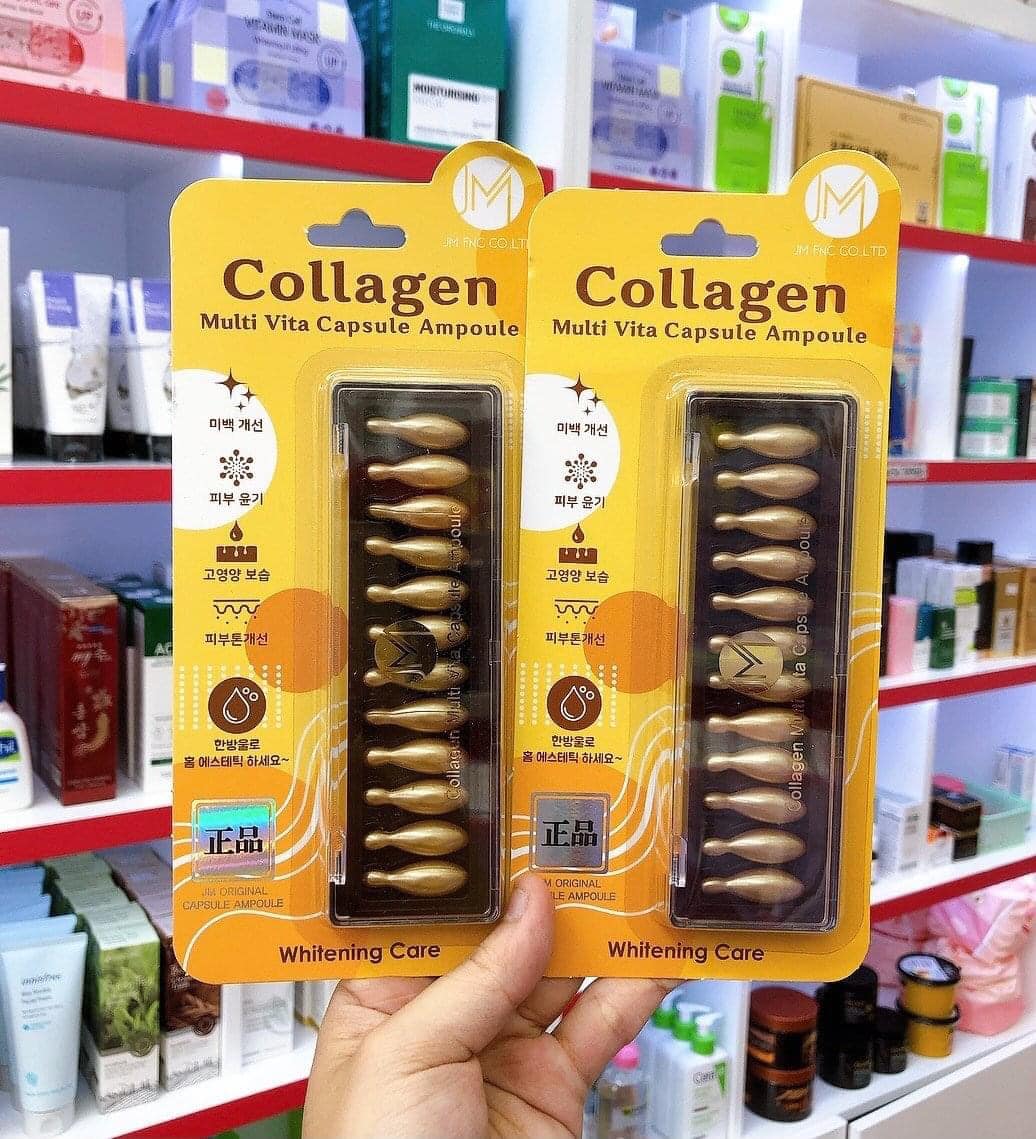 JM
JM FNC CO.LT
Collagen
Multi Vita Capsule Ampoule
미백 개선
피부 윤기
고영양 보습
피부톤개선
한방울로
홈 에스테틱 하세요~
正品
JM ORIGINAL
CAPSULE AMPOULE
JM
Collagen Multi Vita Capsule Ampoule
Whitening Care
JM
JM FNC CO.LTD
Collagen
Multi Vita Capsule Ampoule
미백 개선
피부 윤기
고영양 보습
피부톤개선
한방울로
홈 에스테틱 하세요~
正品
ORIGINAL
AMPOULE
JM
Collagen Multi Vita Capsule Ampoule
Whitening Care
VITAMIN MASK
UP
MOISTURISING
innisfree